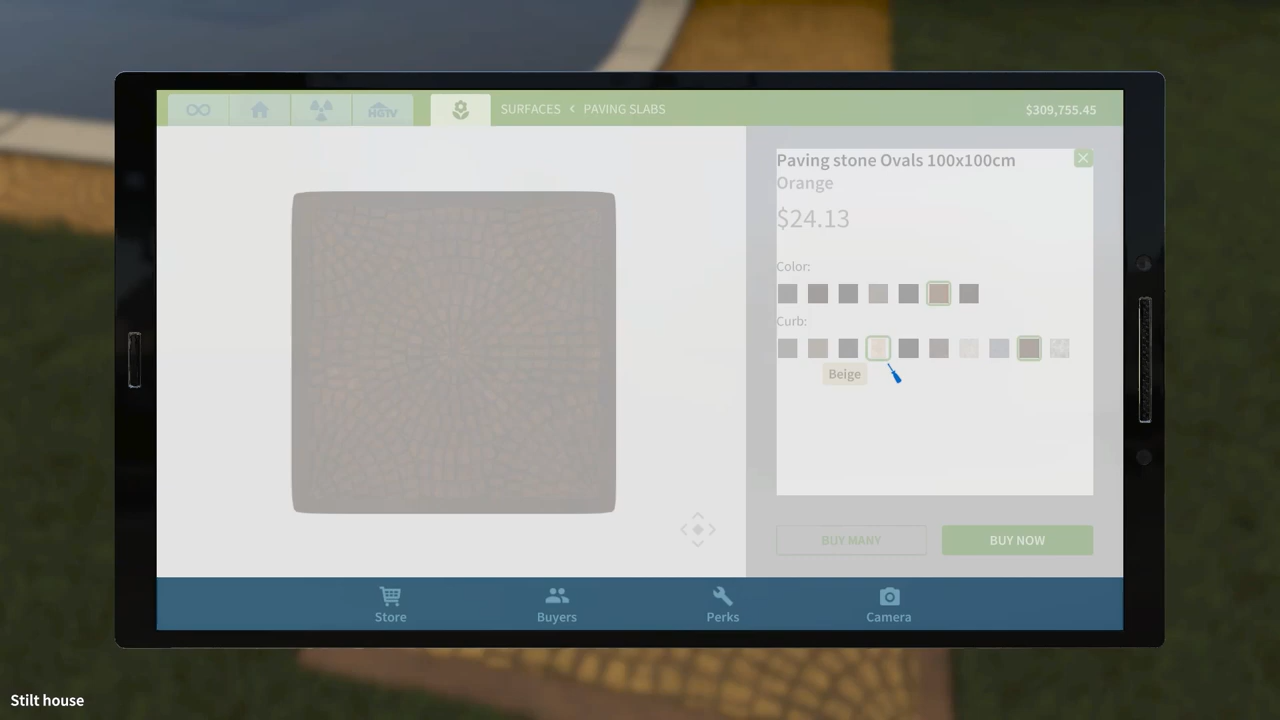 HGTV
SURFACES < PAVING SLABS
$309,755.45
Paving stone Ovals 100x100cm
Orange
$24.13
Color:
Curb:
Beige
BUY MANY
BUY NOW
Store
Buyers
Perks
Camera
Stilt house